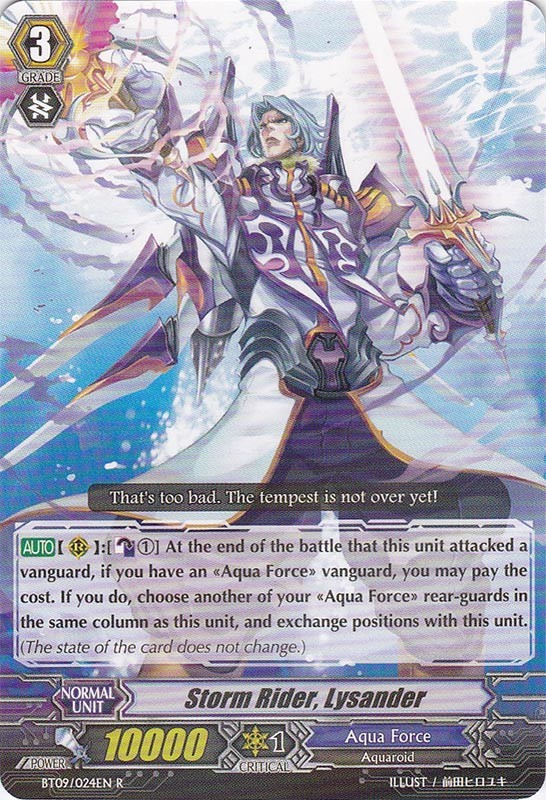 3
GRADE
That's too bad. The tempest is not over yet!
AUTO【 R 】:[ ①] At the end of the battle that this unit attacked a
vanguard, if you have an «Aqua Force» vanguard, you may pay the
cost. If you do, choose another of your «Aqua Force» rear-guards in
the same column as this unit, and exchange positions with this unit.
(The state of the card does not change.)
NORMAL
UNIT
Storm Rider, Lysander
POWER
10000
1
CRITICAL
Aqua Force
Aquaroid
BT09/024EN R
ILLUST / 前田ヒロユキ